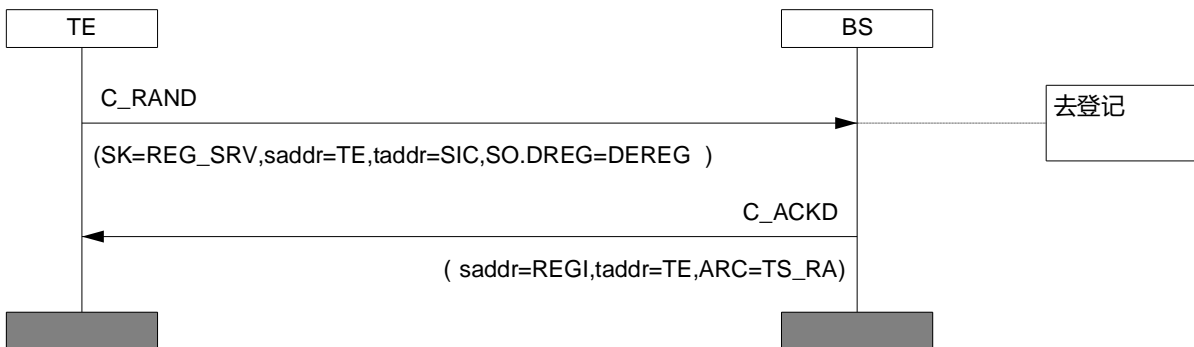 TE
BS
C_RAND
去登记
(SK=REG_SRV,saddr=TE,taddr=SIC,SO.DREG=DEREG )
C_ACKD
( saddr=REGI,taddr=TE,ARC=TS_RA)